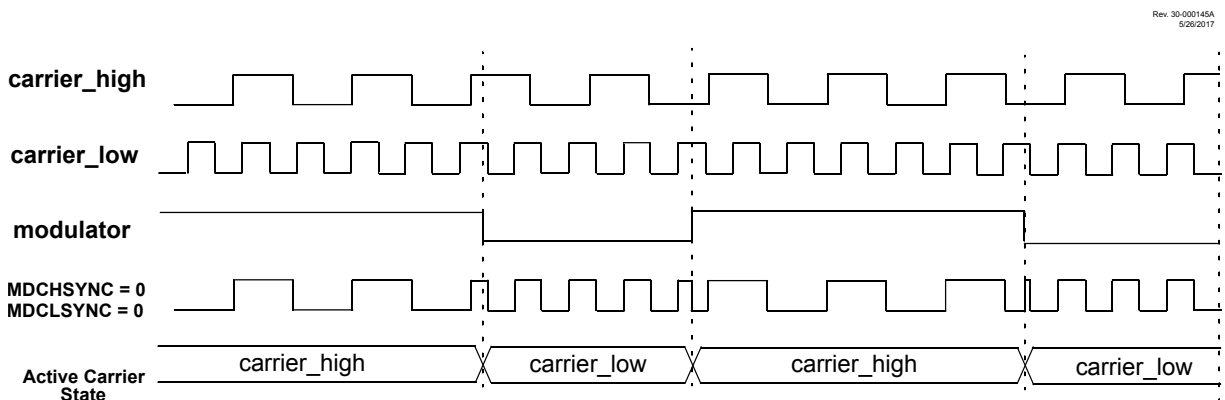 Rev. 30-000145A
5/26/2017
carrier_high
carrier_low
modulator
MDCHSYNC = 0
MDCLSYNC = 0
Active Carrier
State
carrier_high
carrier_low
carrier_high
carrier_low